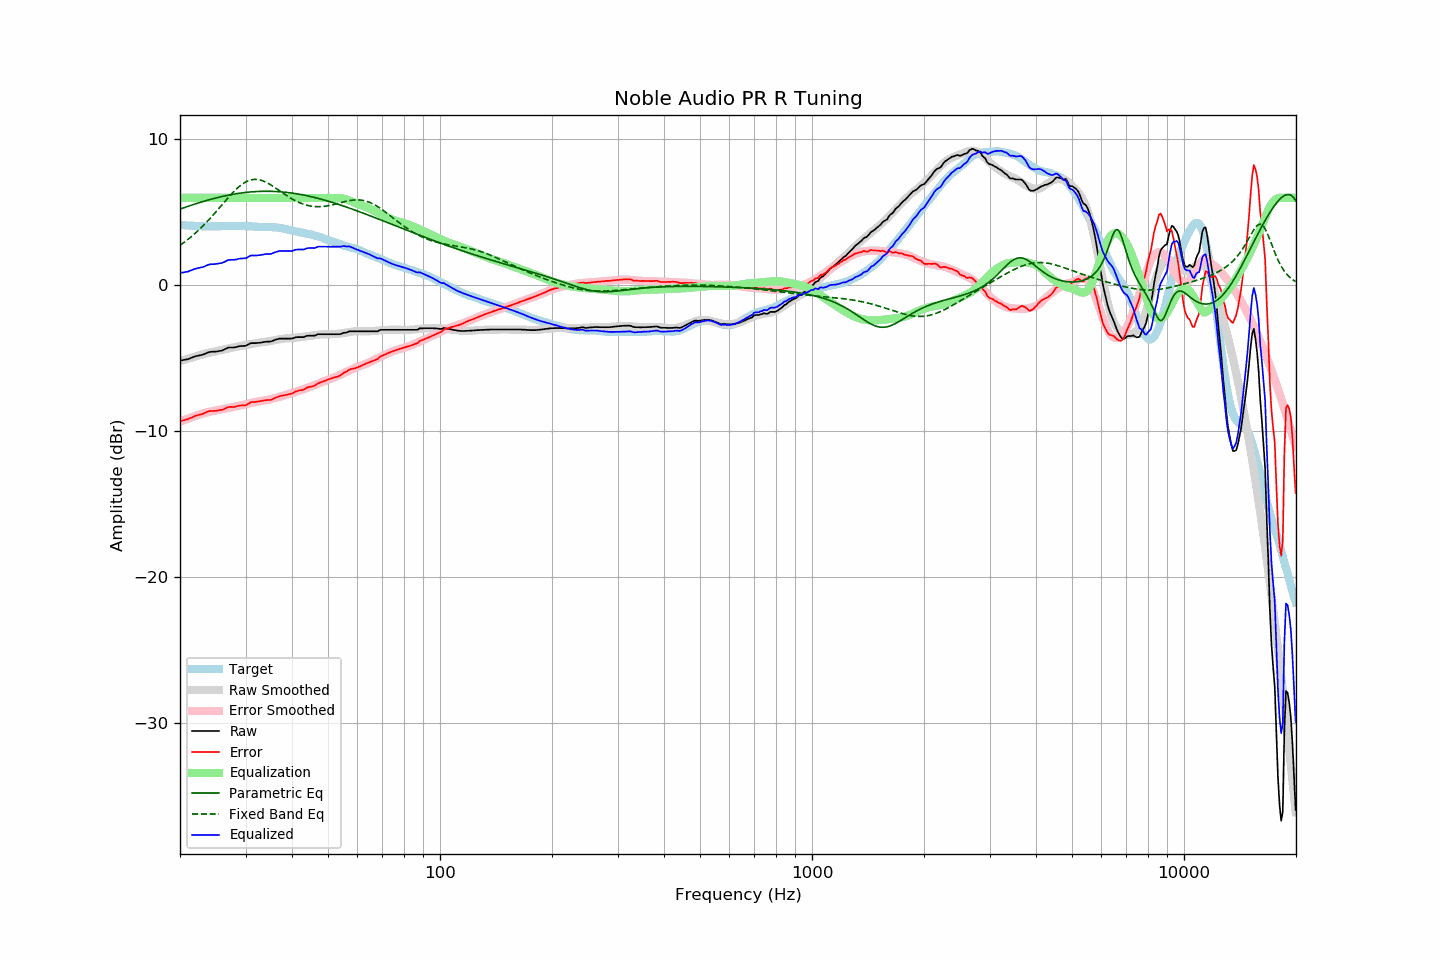 Noble Audio PR R Tuning
10
0
−10
−20
−30
Amplitude (dBr)
Target
Raw Smoothed
Error Smoothed
Raw
Error
Equalization
Parametric Eq
Fixed Band Eq
Equalized
100
1000
10000
Frequency (Hz)